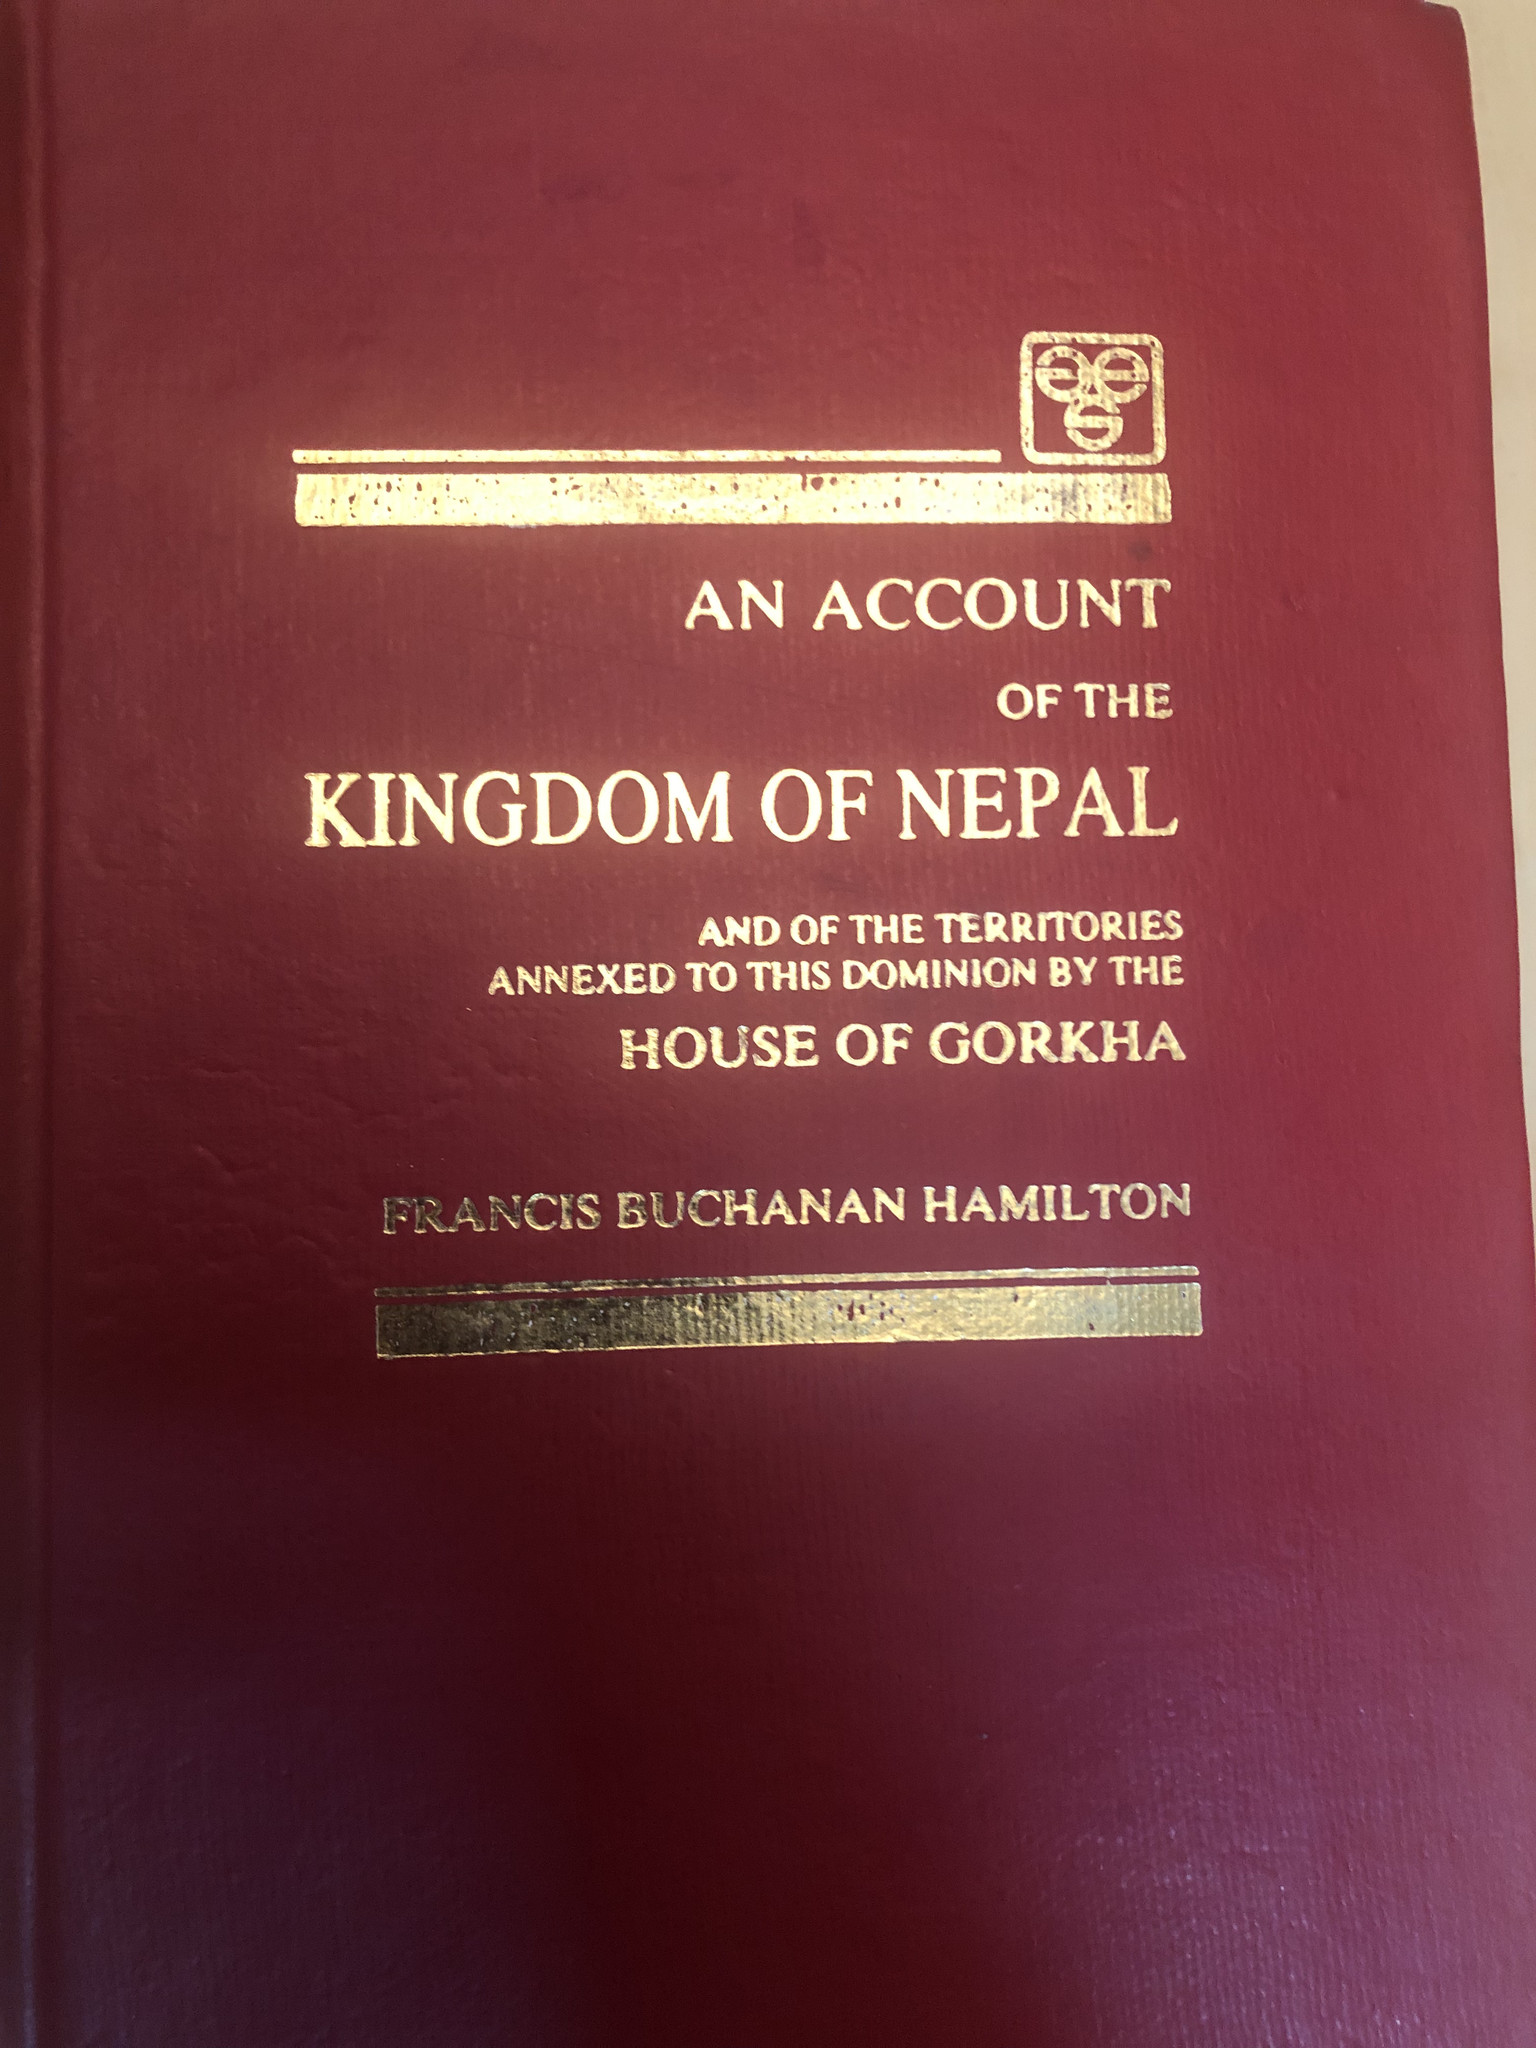 AN ACCOUNT
OF THE
KINGDOM OF NEPAL
AND OF THE TERRITORIES
ANNEXED TO THIS DOMINION BY THE
HOUSE OF GORKHA
FRANCIS BUCHANAN HAMILTON